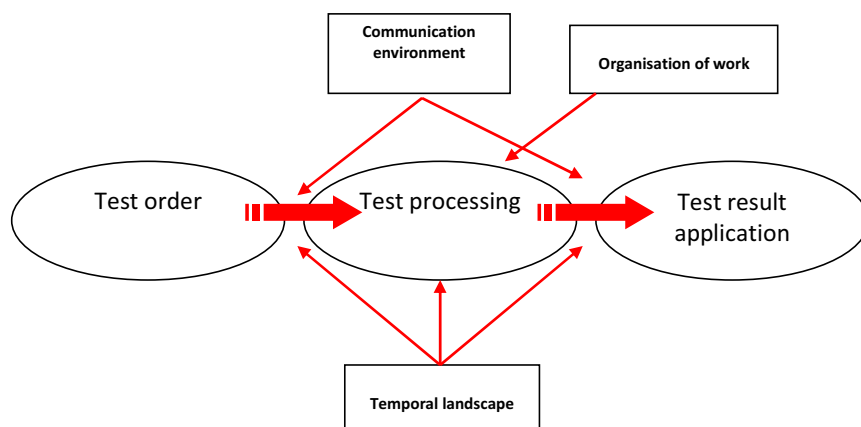 Communication
environment
Organisation of work
Test order
Test processing
Test result
application
Temporal landscape